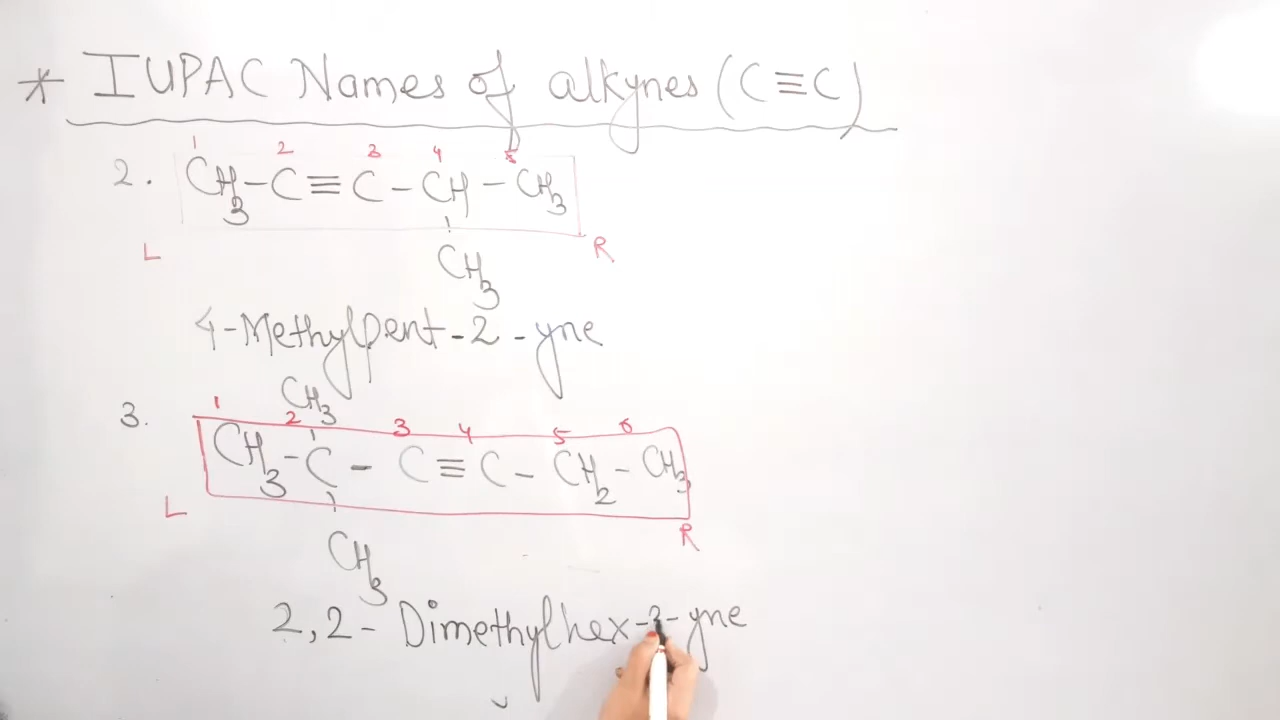 * IUPAC Names of alkynes (C≡C)
1 2 3 4 5
2. CH3-C≡C-CH-CH3
L R
CH3
4-Methylpent-2-yne
CH3
1 2 3 4 5 6
3. CH3-C-C≡C-CH2-CH3
L R
CH3
2,2-Dimethylhex-3-yne